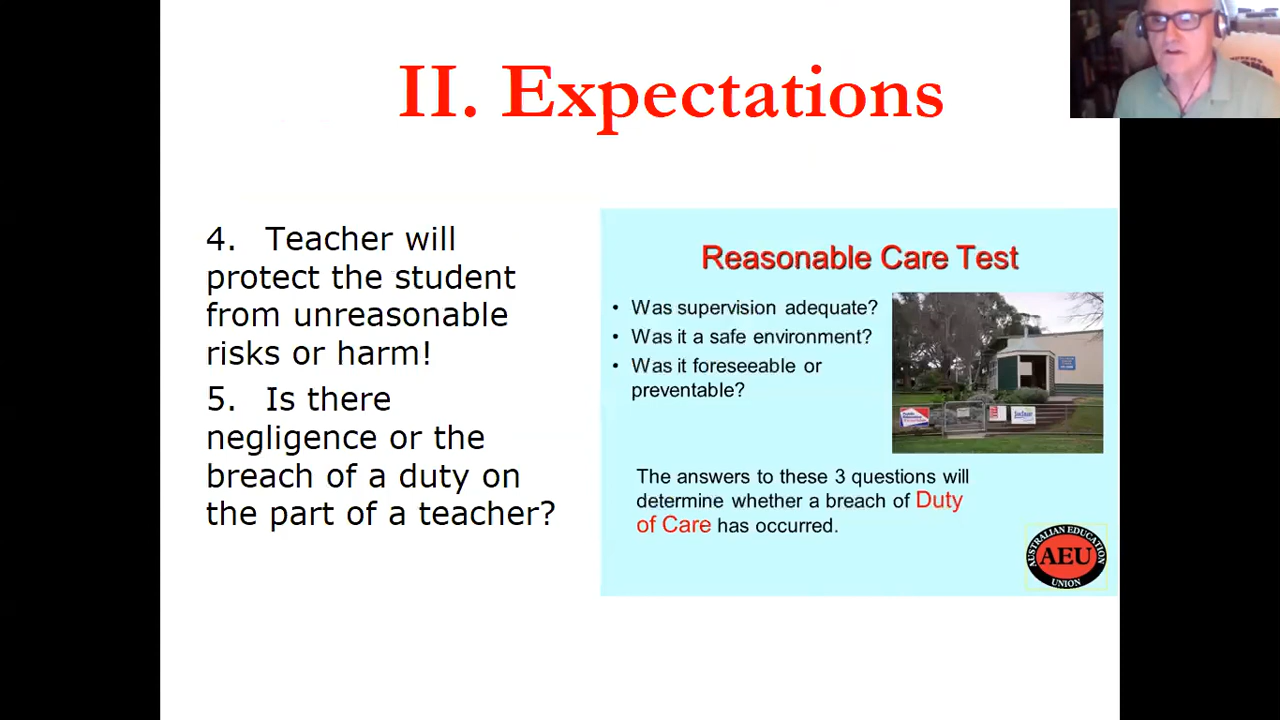 II. Expectations
4. Teacher will
protect the student
from unreasonable
risks or harm!
5. Is there
negligence or the
breach of a duty on
the part of a teacher?
Reasonable Care Test
• Was supervision adequate?
• Was it a safe environment?
• Was it foreseeable or
preventable?
The answers to these 3 questions will
determine whether a breach of Duty
of Care has occurred.
AUSTRALIAN EDUCATION
AEU
UNION